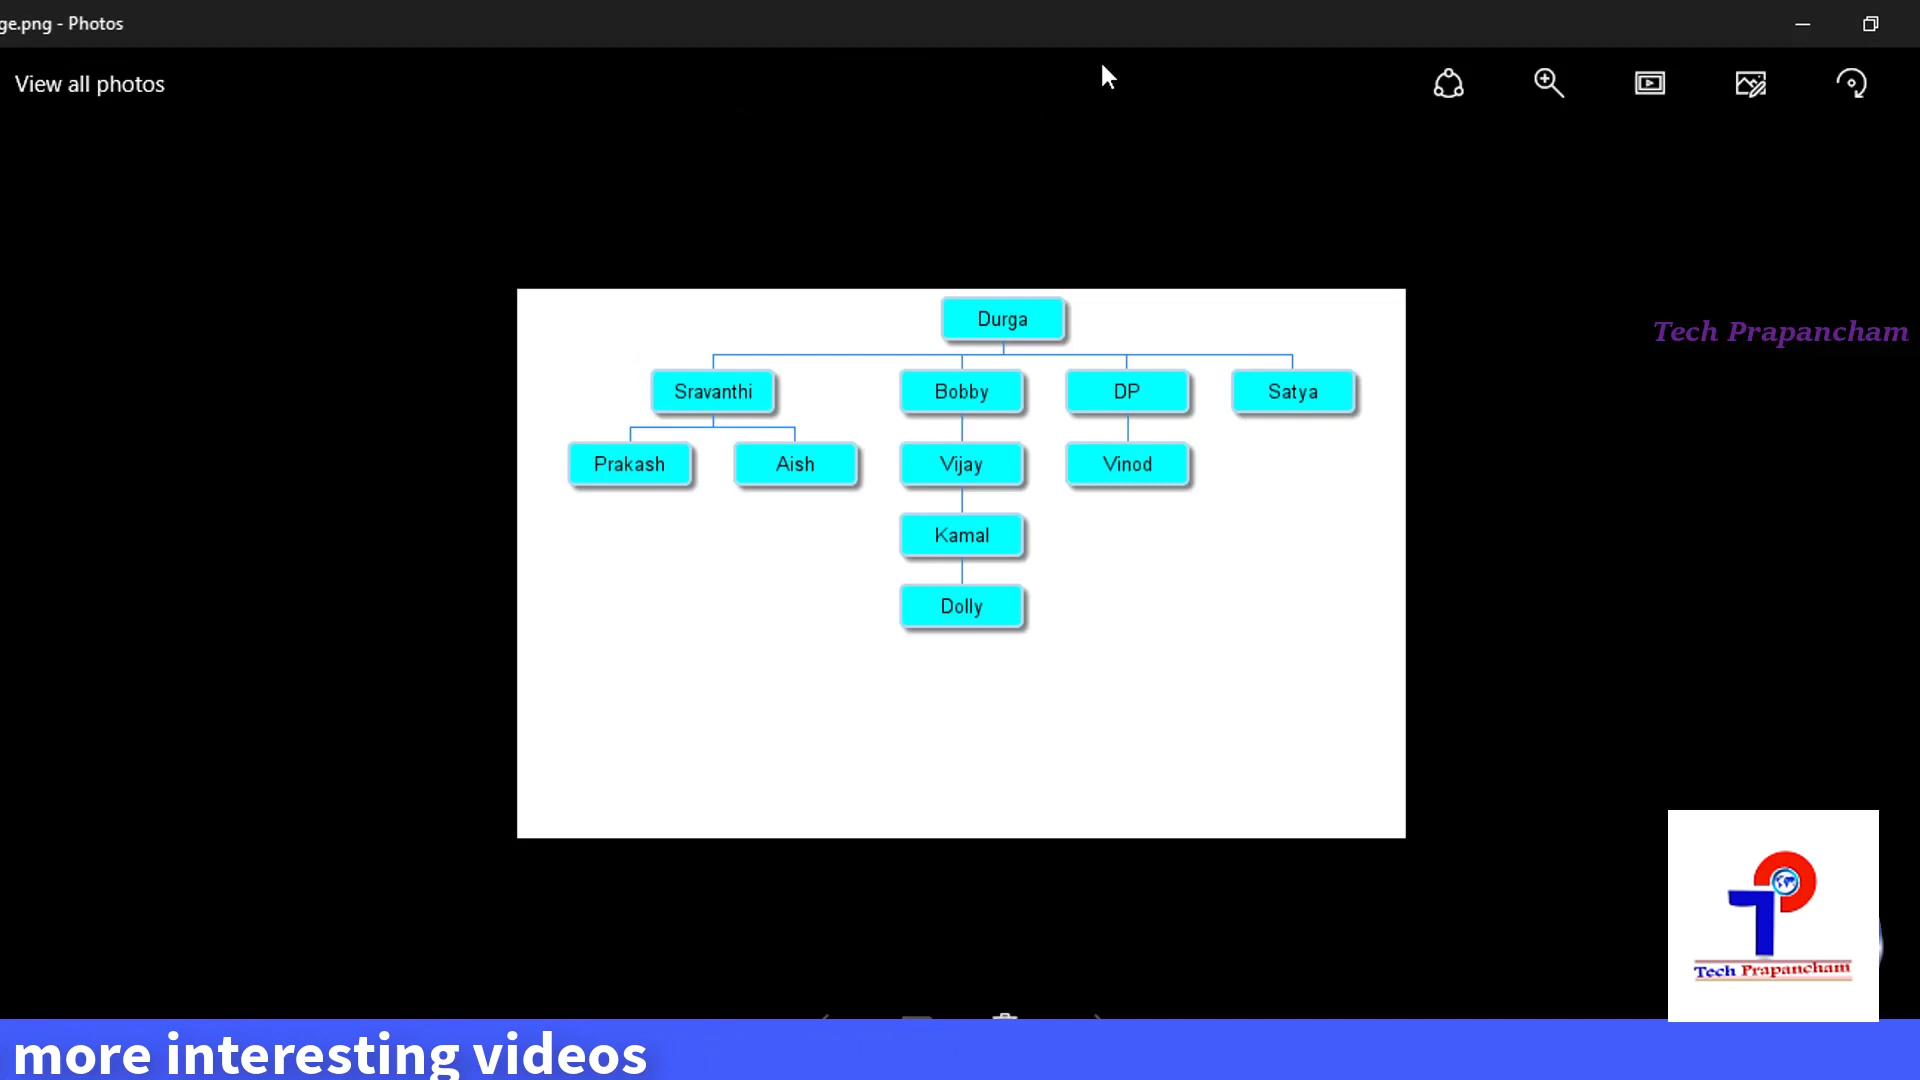 ge.png - Photos
View all photos
Durga
Tech Prapancham
Sravanthi
Bobby
DP
Satya
Prakash
Aish
Vijay
Vinod
Kamal
Dolly
Tech Prapancham
more interesting videos